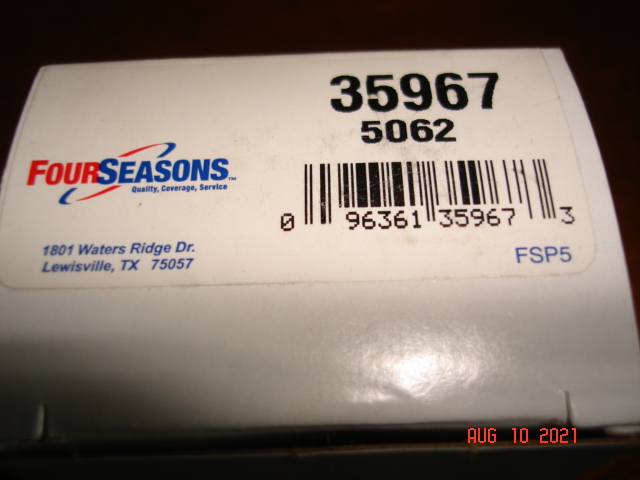 35967
5062
FOURSEASONS™
Quality, Coverage, Service
0 96361 35967 3
1801 Waters Ridge Dr.
Lewisville, TX 75057
FSP5
AUG 10 2021